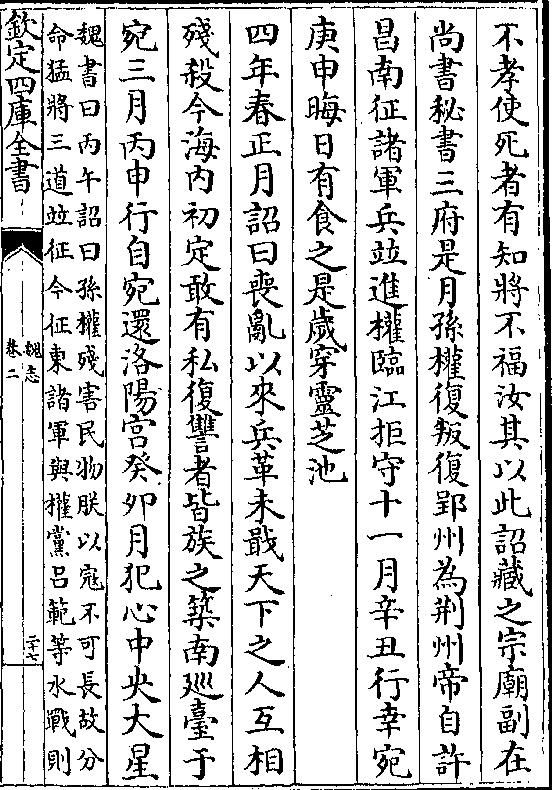 不孝使死者有知將不福汝其以此詔藏之宗廟副在
尚書秘書三府是月孫權復叛復郢州為荆州帝自許
昌南征諸軍兵並進權臨江拒守十一月辛丑行幸宛
庚申晦日有食之是歲穿靈芝池
四年春正月詔曰喪亂以來兵革未戢天下之人互相
殘殺今海內初定敢有私復讐者皆族之築南廵臺于
宛三月丙申行自宛還洛陽宮癸夘月犯心中央大星
魏書曰丙午詔曰孫權殘害民物朕以寇不可長故分
命猛將三道竝征今征東諸軍與權黨吕範等水戰則
欽定四庫全書
魏志
卷二
二十七